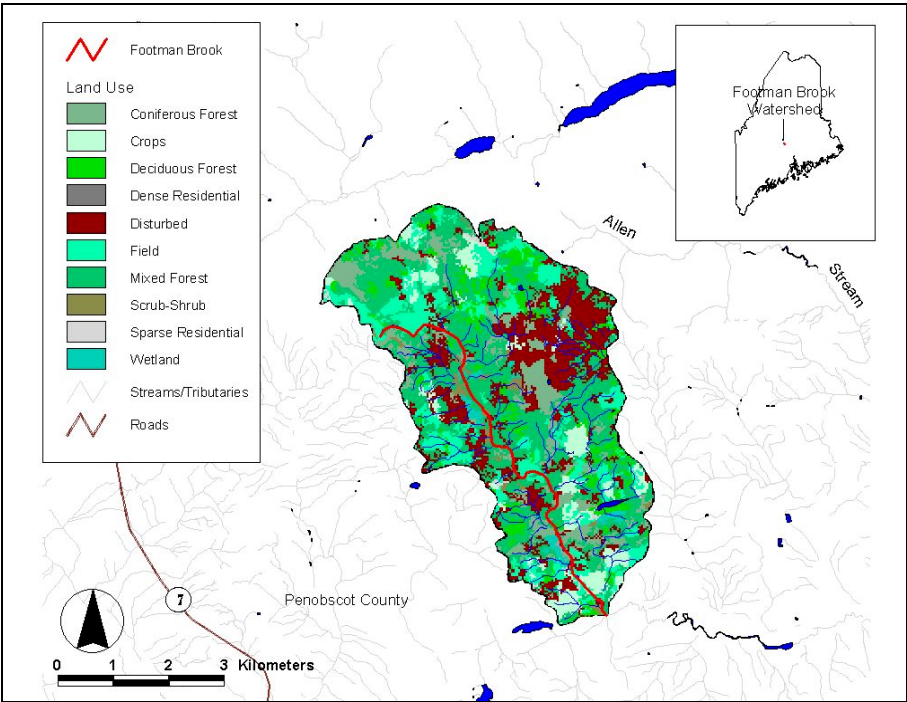 Footman Brook
Land Use
Coniferous Forest
Crops
Deciduous Forest
Dense Residential
Disturbed
Field
Mixed Forest
Scrub-Shrub
Sparse Residential
Wetland
Streams/Tributaries
Roads
Footman Brook
Watershed
Allen
Stream
7
Penobscot County
0 1 2 3 Kilometers